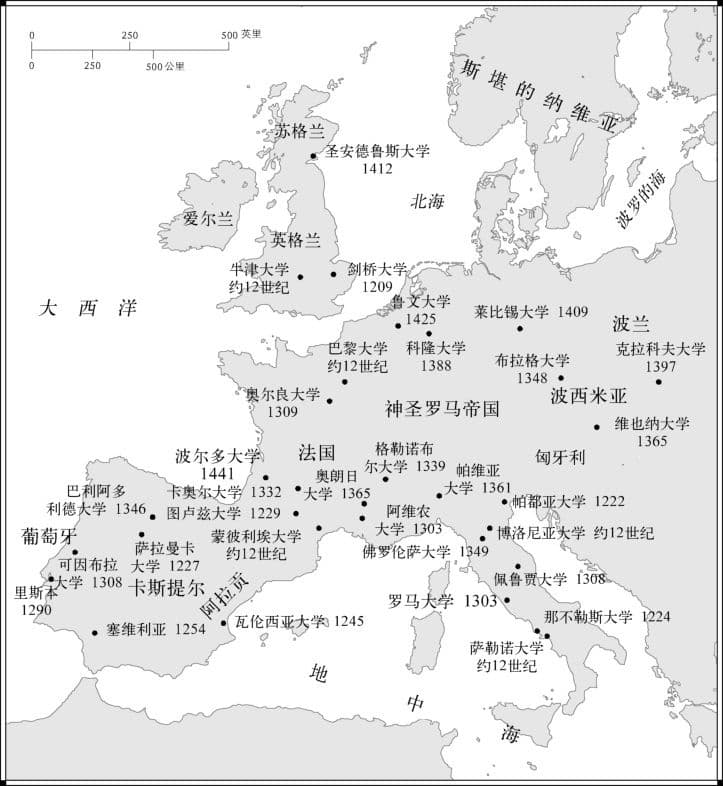 0 250 500 英里
0 250 500公里
斯堪的纳维亚
苏格兰
圣安德鲁斯大学
1412
波罗的海
北海
爱尔兰
英格兰
牛津大学
约12世纪
剑桥大学
1209
大西洋
鲁文大学
1425
莱比锡大学 1409
波兰
巴黎大学
约12世纪
科隆大学
1388
布拉格大学
1348
克拉科夫大学
1397
奥尔良大学
1309
神圣罗马帝国
波西米亚
维也纳大学
1365
波尔多大学
1441
法国
格勒诺布
尔大学 1339
匈牙利
卡奥尔大学 1332
奥朗日
大学 1365
帕维亚
大学 1361
巴利阿多
利德大学 1346
图卢兹大学 1229
阿维农
大学 1303
帕都亚大学 1222
葡萄牙
萨拉曼卡
大学 1227
蒙彼利埃大学
约12世纪
博洛尼亚大学 约12世纪
佛罗伦萨大学 1349
可因布拉
大学 1308
卡斯提尔
阿拉贡
佩鲁贾大学 1308
里斯本
1290
罗马大学 1303
塞维利亚 1254
瓦伦西亚大学 1245
那不勒斯大学 1224
萨勒诺大学
约12世纪
地中海